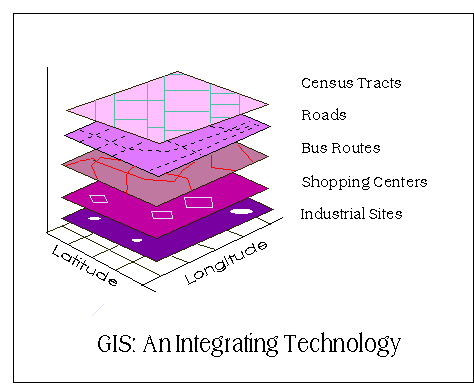 Census Tracts
Roads
Bus Routes
Shopping Centers
Industrial Sites
Latitude
Longitude
GIS: An Integrating Technology